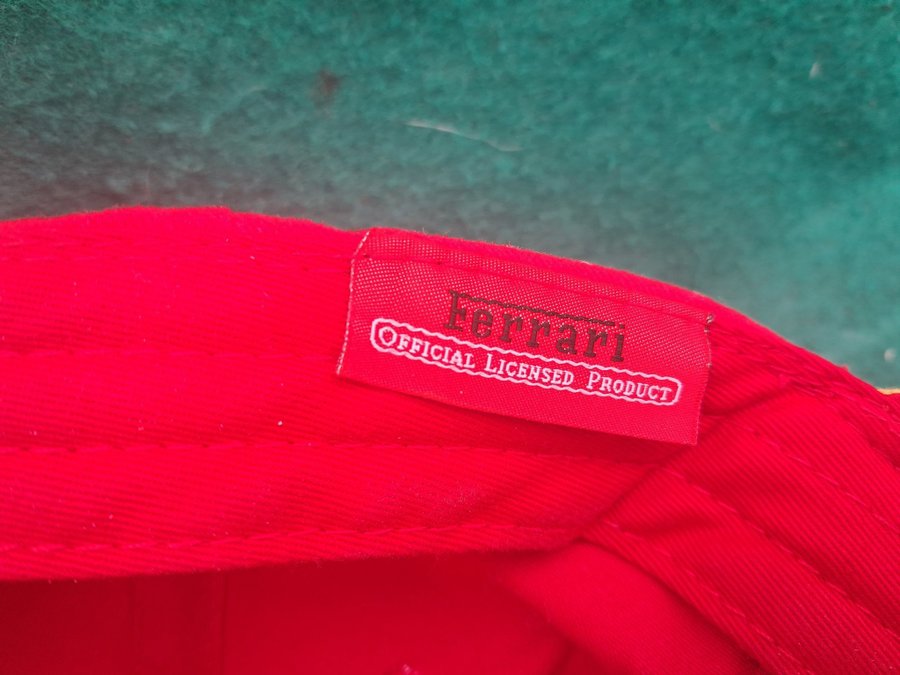 Ferrari
OFFICIAL LICENSED PRODUCT